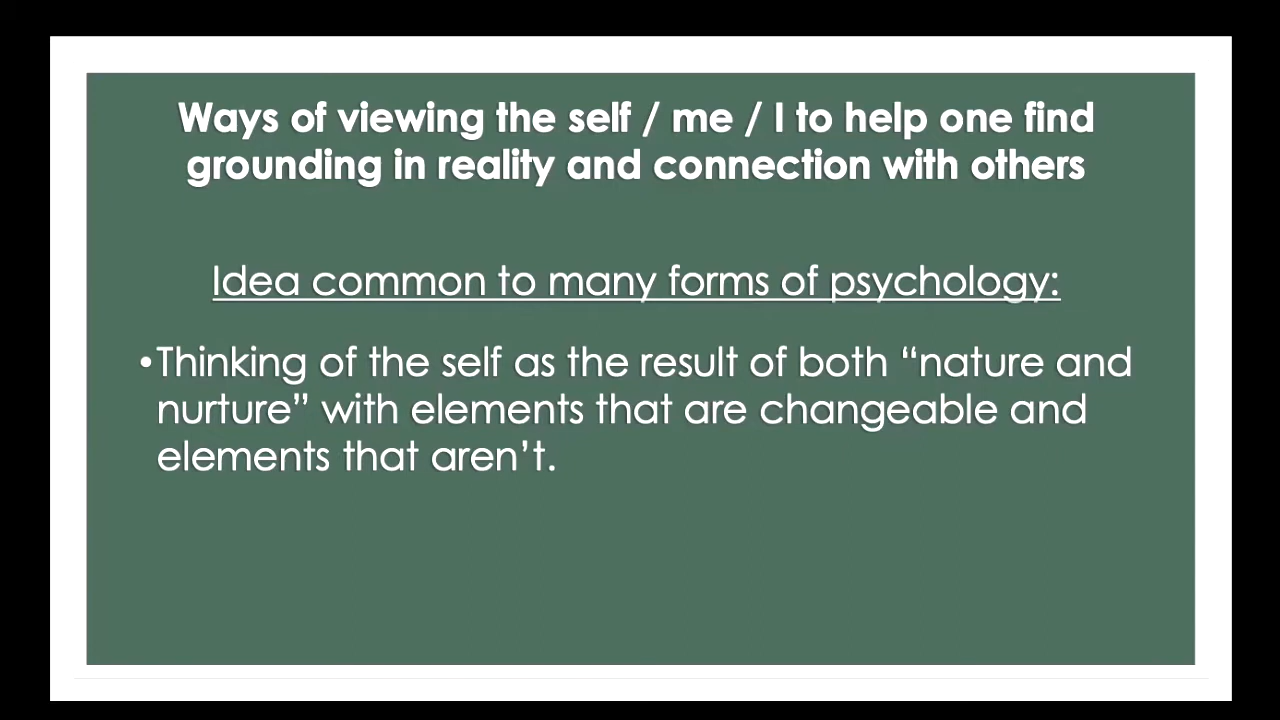 Ways of viewing the self / me / I to help one find
grounding in reality and connection with others
Idea common to many forms of psychology:
•Thinking of the self as the result of both “nature and
nurture” with elements that are changeable and
elements that aren’t.